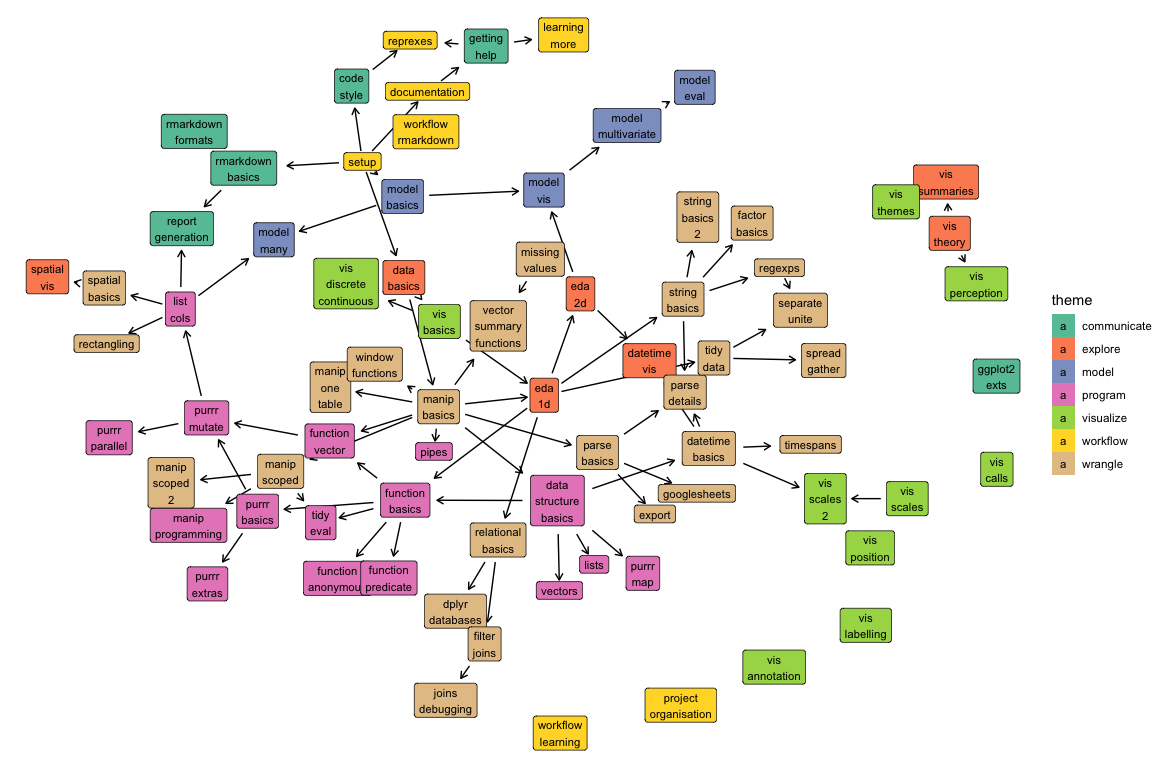 learning
more
reprexes
getting
help
code
style
documentation
model
eval
rmarkdown
formats
workflow
rmarkdown
model
multivariate
rmarkdown
basics
setup
model
basics
model
vis
vis
summaries
vis
themes
string
basics
2
factor
basics
report
generation
model
many
vis
theory
missing
values
spatial
vis
spatial
basics
vis
discrete
continuous
data
basics
regexps
vis
perception
list
cols
eda
2d
string
basics
separate
unite
theme
a communicate
a explore
a model
a program
a visualize
a workflow
a wrangle
vis
basics
vector
summary
functions
rectangling
window
functions
manip
one
table
datetime
vis
tidy
data
spread
gather
ggplot2
exts
manip
basics
eda
1d
parse
details
purrr
mutate
purrr
parallel
function
vector
pipes
parse
basics
datetime
basics
timespans
manip
scoped
2
manip
scoped
vis
calls
data
structure
basics
googlesheets
export
vis
scales
2
vis
scales
function
basics
purrr
basics
tidy
eval
manip
programming
relational
basics
vis
position
purrr
extras
function
function
predicate
lists
purrr
map
vectors
dplyr
databases
filter
joins
vis
labelling
vis
annotation
joins
debugging
project
organisation
workflow
learning